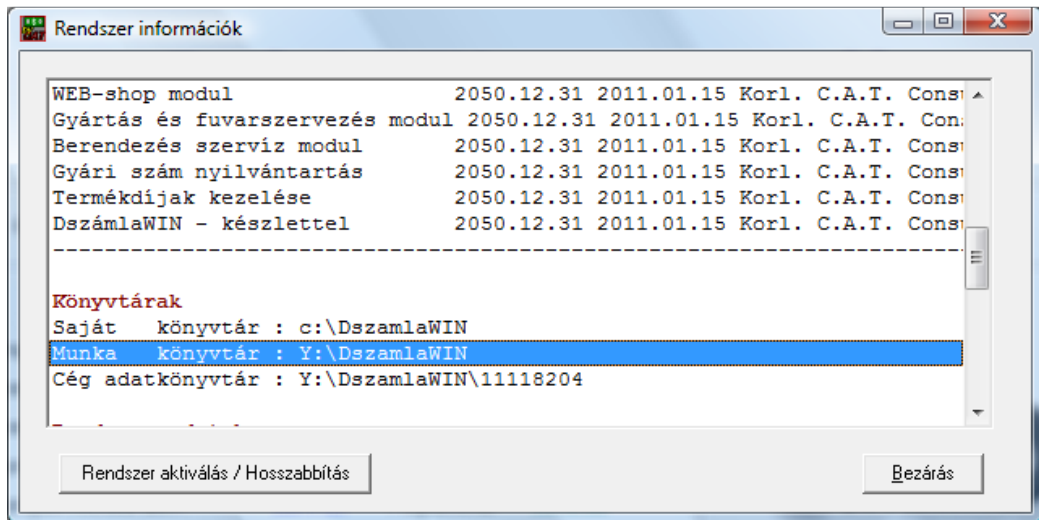 Rendszer információk
WEB-shop modul 2050.12.31 2011.01.15 Korl. C.A.T.
Gyártás és fuvarszervezés modul 2050.12.31 2011.01.15 Korl. C.A.T.
Berendezés szervíz modul 2050.12.31 2011.01.15 Korl. C.A.T.
Gyári szám nyilvántartás 2050.12.31 2011.01.15 Korl. C.A.T.
Termékdíjak kezelése 2050.12.31 2011.01.15 Korl. C.A.T.
DszámlaWIN - készlettel 2050.12.31 2011.01.15 Korl. C.A.T.
Könyvtárak
Saját könyvtár : c:\DszamlaWIN
Munka könyvtár : Y:\DszamlaWIN
Cég adatkönyvtár : Y:\DszamlaWIN\11118204
Rendszer aktiválás / Hosszabbítás
Bezárás